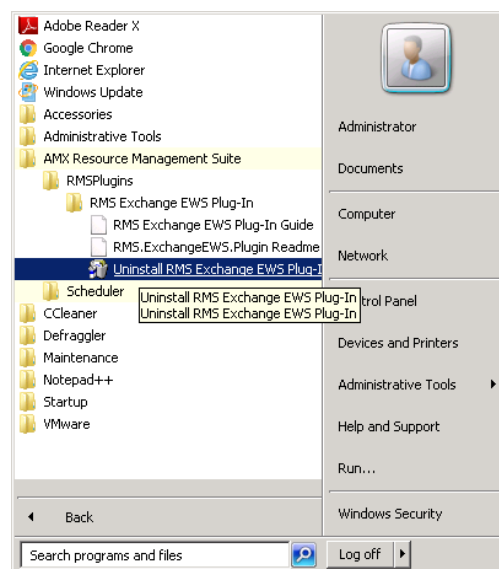 Adobe Reader X
Google Chrome
Internet Explorer
Windows Update
Accessories
Administrative Tools
AMX Resource Management Suite
RMSPlugins
RMS Exchange EWS Plug-In
RMS Exchange EWS Plug-In Guide
RMS.ExchangeEWS.Plugin Readme
Uninstall RMS Exchange EWS Plug-I
Scheduler
Uninstall RMS Exchange EWS Plug-In
Uninstall RMS Exchange EWS Plug-In
CCleaner
Defraggler
Maintenance
Notepad++
Startup
VMware
Back
Search programs and files
Administrator
Documents
Computer
Network
trol Panel
Devices and Printers
Administrative Tools
Help and Support
Run...
Windows Security
Log off